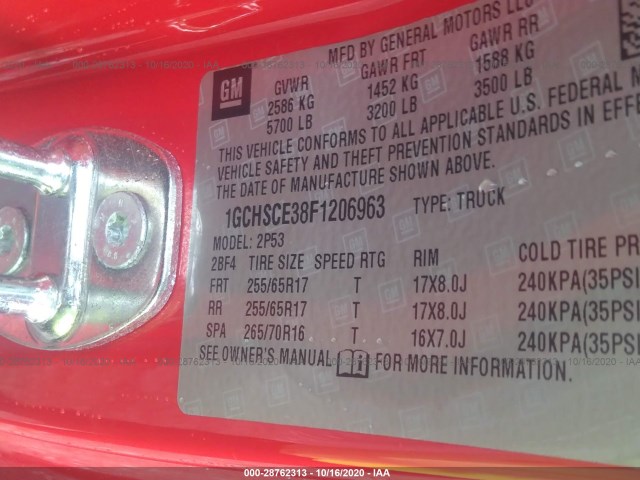 MFD BY GENERAL MOTORS LLC
GM
GVWR GAWR FRT GAWR RR
2586 KG 1452 KG 1588 KG
5700 LB 3200 LB 3500 LB
THIS VEHICLE CONFORMS TO ALL APPLICABLE U.S. FEDERAL
VEHICLE SAFETY AND THEFT PREVENTION STANDARDS IN EFFE
THE DATE OF MANUFACTURE SHOWN ABOVE.
1GCHSCE38F1206963 TYPE: TRUCK
MODEL: 2P53
2BF4 TIRE SIZE SPEED RTG RIM COLD TIRE PR
FRT 255/65R17 T 17X8.0J 240KPA(35PSI
RR 255/65R17 T 17X8.0J 240KPA(35PSI
SPA 265/70R16 T 16X7.0J 240KPA(35PSI
SEE OWNER'S MANUAL FOR MORE INFORMATION.
000-28762313 - 10/16/2020 - IAA